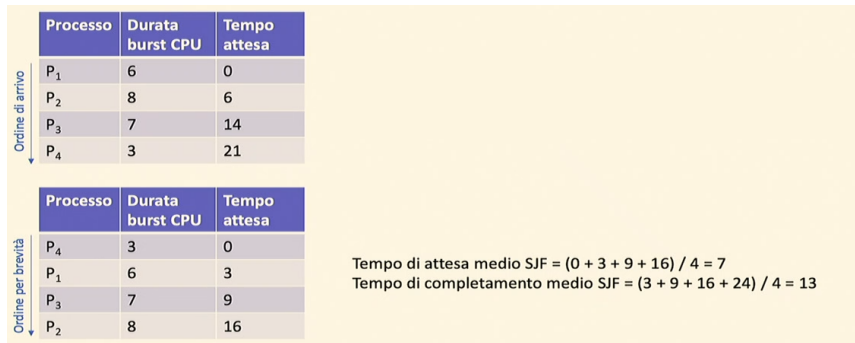 Ordine di arrivo
Processo Durata burst CPU Tempo attesa
P1 6 0
P2 8 6
P3 7 14
P4 3 21
Ordine per brevità
Processo Durata burst CPU Tempo attesa
P4 3 0
P1 6 3
P3 7 9
P2 8 16
Tempo di attesa medio SJF = (0 + 3 + 9 + 16) / 4 = 7
Tempo di completamento medio SJF = (3 + 9 + 16 + 24) / 4 = 13